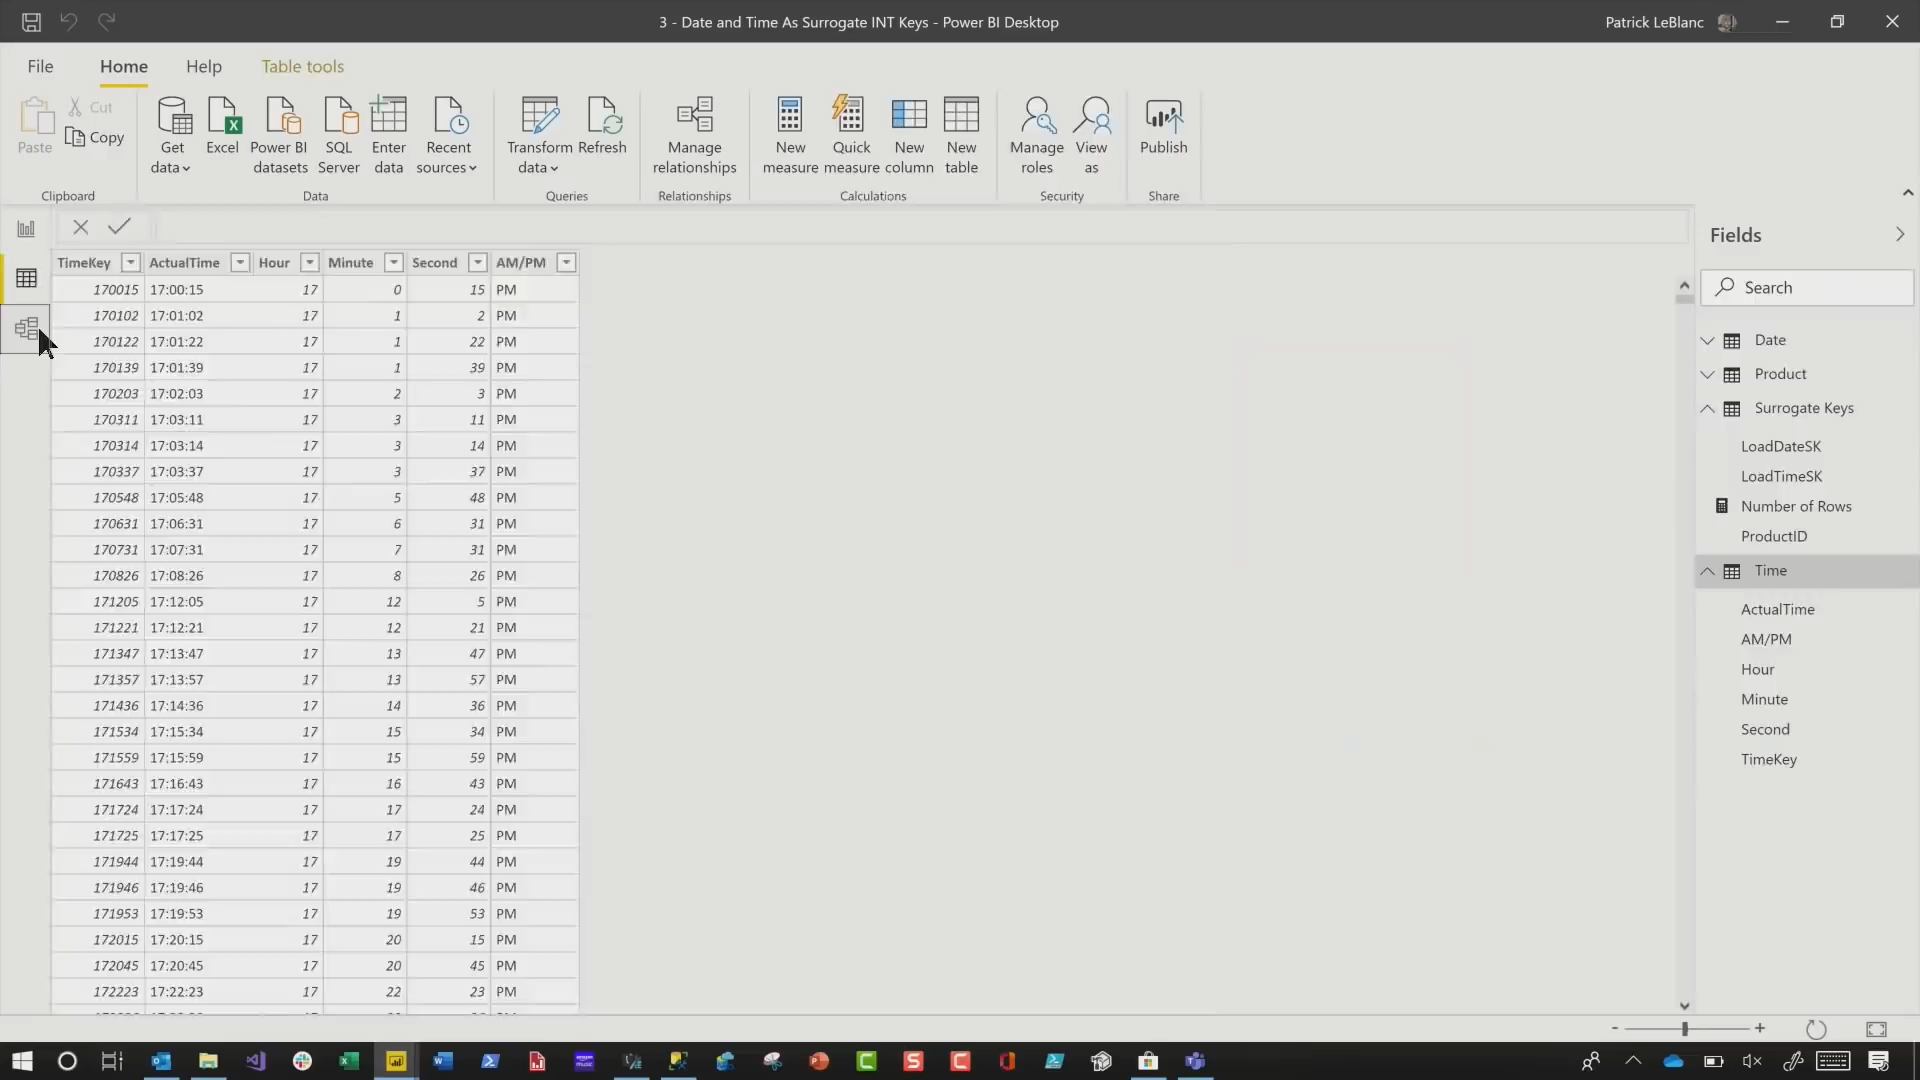 3 - Date and Time As Surrogate INT Keys - Power BI Desktop
Patrick LeBlanc
File Home Help Table tools
Paste
Cut
Copy
Get data
Excel
Power BI datasets
SQL Server
Enter data
Recent sources
Transform data
Refresh
Manage relationships
New measure
Quick measure
New column
New table
Manage roles
View as
Publish
Clipboard Data Queries Relationships Calculations Security Share
TimeKey ActualTime Hour Minute Second AM/PM
170015 17:00:15 17 0 15 PM
170102 17:01:02 17 1 2 PM
170122 17:01:22 17 1 22 PM
170139 17:01:39 17 1 39 PM
170203 17:02:03 17 2 3 PM
170311 17:03:11 17 3 11 PM
170314 17:03:14 17 3 14 PM
170337 17:03:37 17 3 37 PM
170548 17:05:48 17 5 48 PM
170631 17:06:31 17 6 31 PM
170731 17:07:31 17 7 31 PM
170826 17:08:26 17 8 26 PM
171205 17:12:05 17 12 5 PM
171221 17:12:21 17 12 21 PM
171347 17:13:47 17 13 47 PM
171357 17:13:57 17 13 57 PM
171436 17:14:36 17 14 36 PM
171534 17:15:34 17 15 34 PM
171559 17:15:59 17 15 59 PM
171643 17:16:43 17 16 43 PM
171724 17:17:24 17 17 24 PM
171725 17:17:25 17 17 25 PM
171944 17:19:44 17 19 44 PM
171946 17:19:46 17 19 46 PM
171953 17:19:53 17 19 53 PM
172015 17:20:15 17 20 15 PM
172045 17:20:45 17 20 45 PM
172223 17:22:23 17 22 23 PM
Fields
Search
Date
Product
Surrogate Keys
LoadDateSK
LoadTimeSK
Number of Rows
ProductID
Time
ActualTime
AM/PM
Hour
Minute
Second
TimeKey